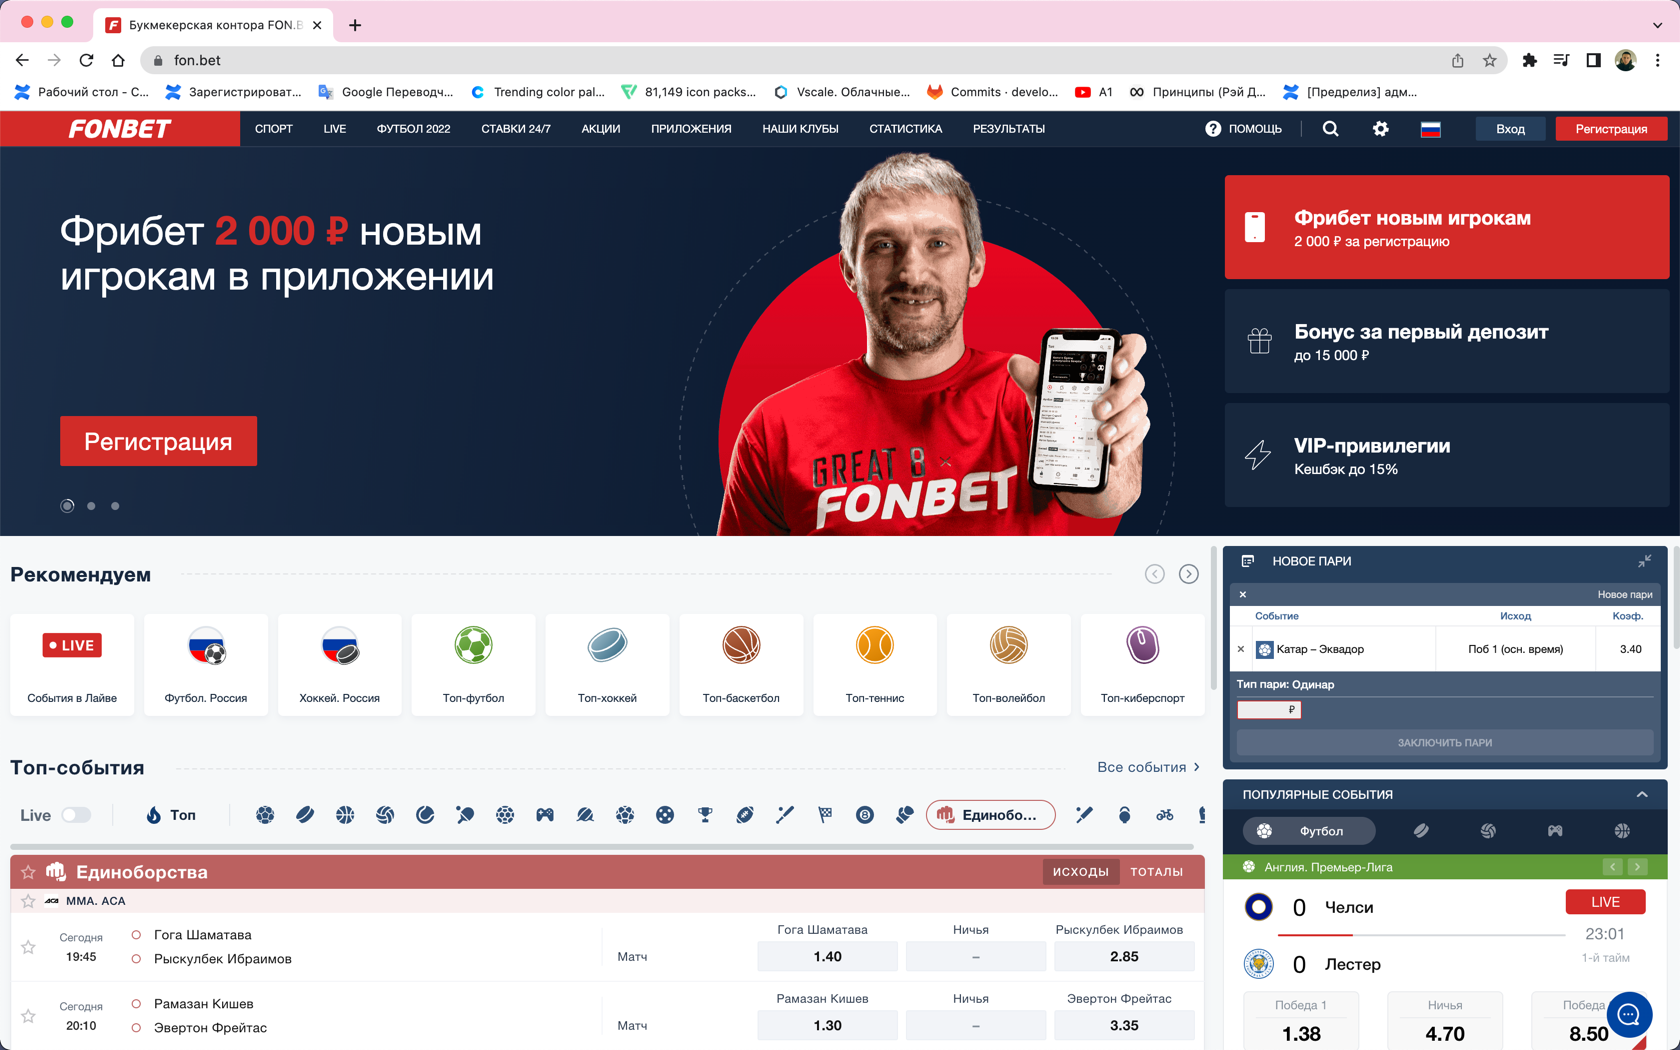 Букмекерская контора FON.B
fon.bet
Рабочий стол - С...
Зарегистрироват...
Google Переводч...
Trending color pal...
81,149 icon packs...
Vscale. Облачные...
Commits · develo...
A1
Принципы (Рэй Д...
[Предрелиз] адм...
FONBET
СПОРТ
LIVE
ФУТБОЛ 2022
СТАВКИ 24/7
АКЦИИ
ПРИЛОЖЕНИЯ
НАШИ КЛУБЫ
СТАТИСТИКА
РЕЗУЛЬТАТЫ
ПОМОЩЬ
Вход
Регистрация
Фрибет 2 000 ₽ новым
игрокам в приложении
Регистрация
GREAT 8 ×
FONBET
Фрибет новым игрокам
2 000 ₽ за регистрацию
Бонус за первый депозит
до 15 000 ₽
VIP-привилегии
Кешбэк до 15%
Рекомендуем
LIVE
События в Лайве
Футбол. Россия
Хоккей. Россия
Топ-футбол
Топ-хоккей
Топ-баскетбол
Топ-теннис
Топ-волейбол
Топ-киберспорт
Топ-события
Все события
Live
Топ
Единобо...
Единоборства
ИСХОДЫ
ТОТАЛЫ
ACA
MMA. ACA
Сегодня
19:45
Гога Шаматава
Рыскулбек Ибраимов
Матч
Гога Шаматава
1.40
Ничья
–
Рыскулбек Ибраимов
2.85
Сегодня
20:10
Рамазан Кишев
Эвертон Фрейтас
Матч
Рамазан Кишев
1.30
Ничья
–
Эвертон Фрейтас
3.35
НОВОЕ ПАРИ
Новое пари
Событие
Исход
Коэф.
Катар – Эквадор
Поб 1 (осн. время)
3.40
Тип пари: Одинар
₽
ЗАКЛЮЧИТЬ ПАРИ
ПОПУЛЯРНЫЕ СОБЫТИЯ
Футбол
Англия. Премьер-Лига
0 Челси
LIVE
23:01
1-й тайм
0 Лестер
Победа 1
1.38
Ничья
4.70
Победа
8.50